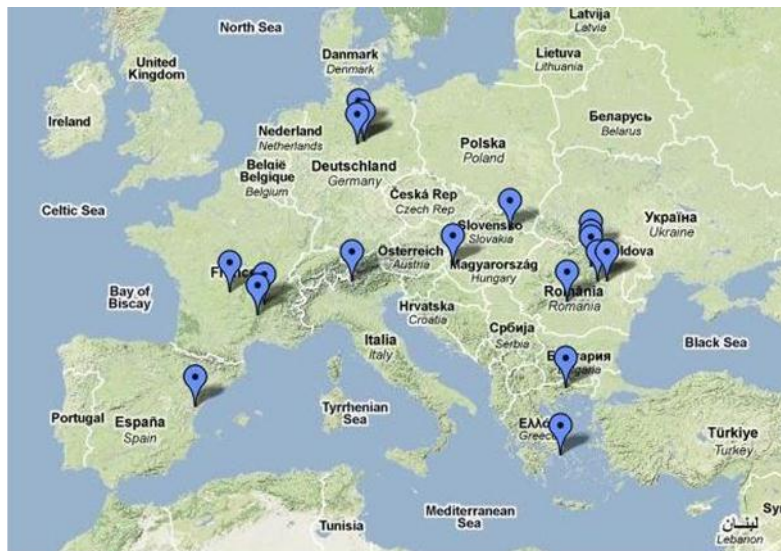 Latvija
Latvia
North Sea
Danmark
Denmark
Lietuva
Lithuania
United
Kingdom
Беларусь
Belarus
Ireland
Nederland
Netherlands
Polska
Poland
België
Belgique
Belgium
Deutschland
Germany
Česká Rep
Czech Rep
Celtic Sea
Slovensko
Slovakia
Україна
Ukraine
Österreich
Austria
Magyarország
Hungary
Bay of
Biscay
România
Romania
Hrvatska
Croatia
Србија
Serbia
Italia
Italy
Black Sea
Portugal
España
Spain
Tyrrhenian
Sea
Greece
Türkiye
Turkey
Mediterranean
Sea
Tunisia
لبنان
Lebanon